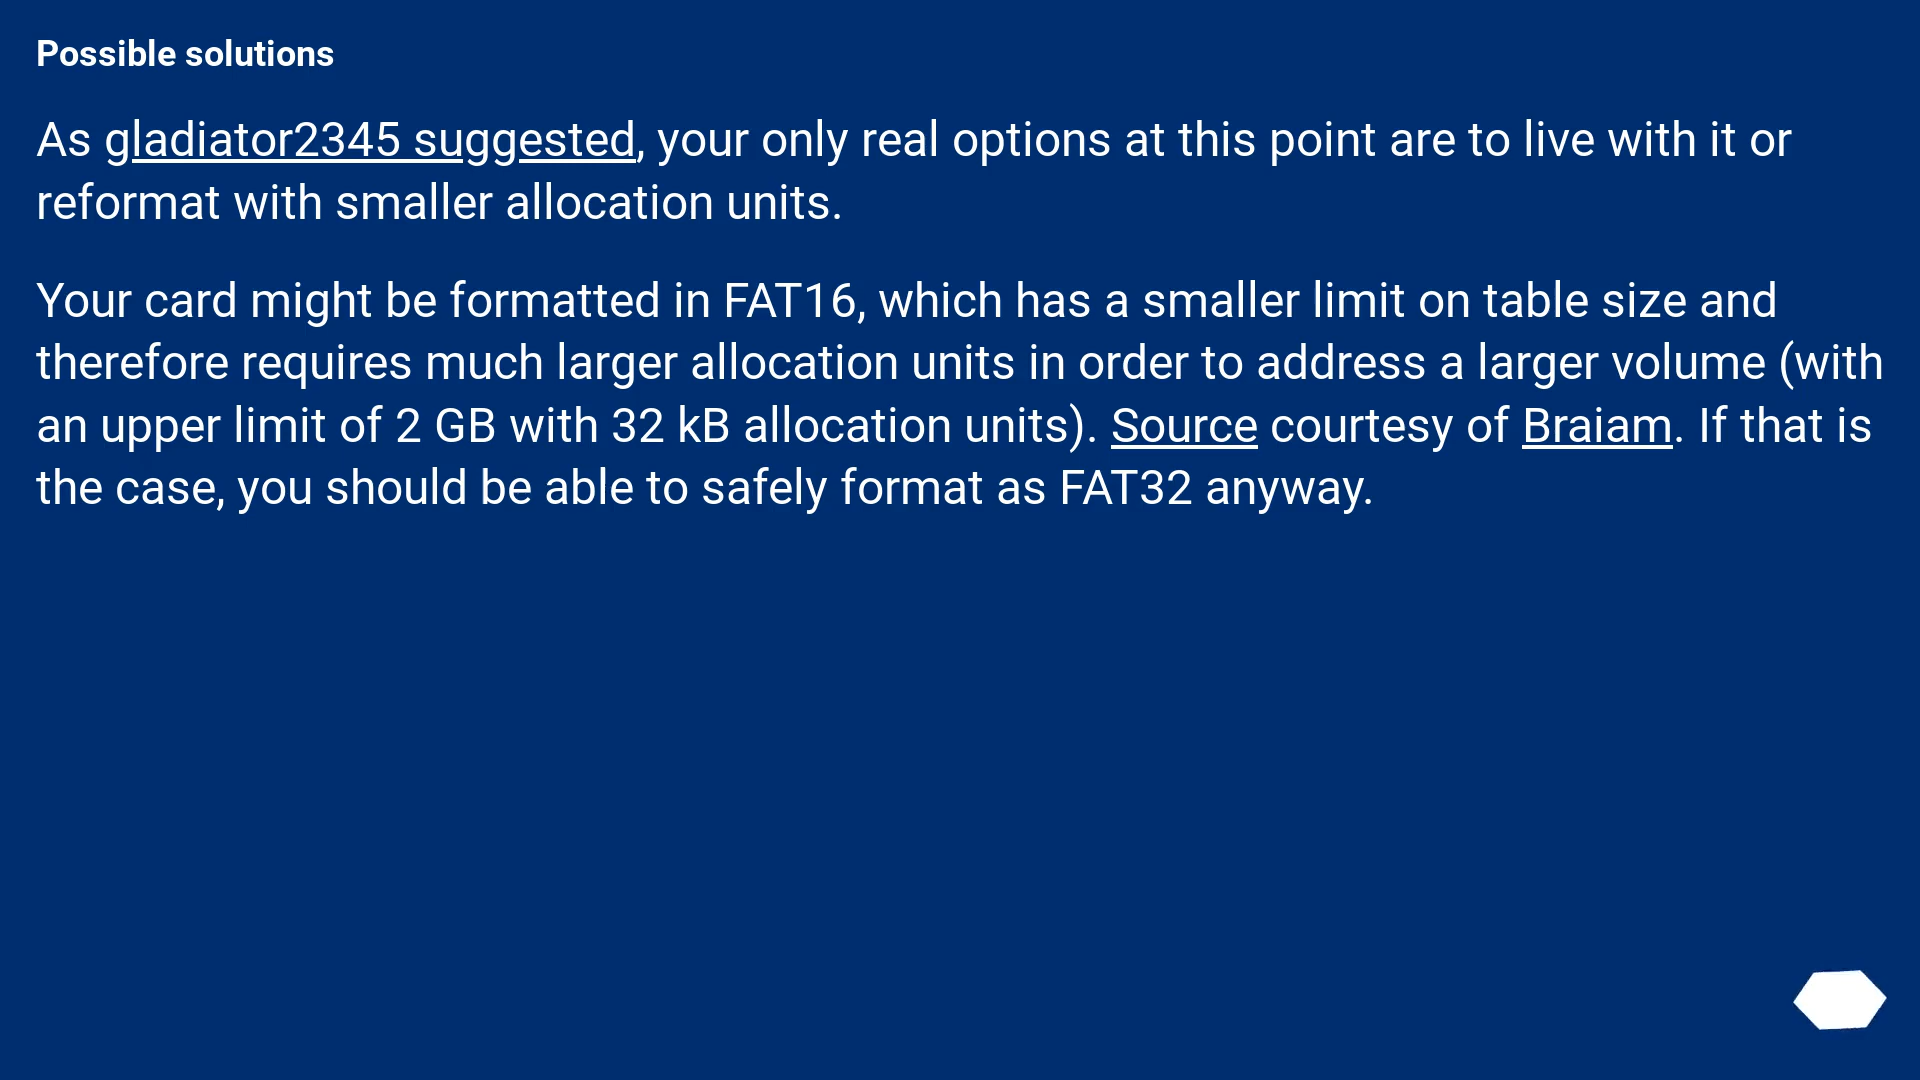 Possible solutions
As gladiator2345 suggested, your only real options at this point are to live with it or
reformat with smaller allocation units.
Your card might be formatted in FAT16, which has a smaller limit on table size and
therefore requires much larger allocation units in order to address a larger volume (with
an upper limit of 2 GB with 32 kB allocation units). Source courtesy of Braiam. If that is
the case, you should be able to safely format as FAT32 anyway.